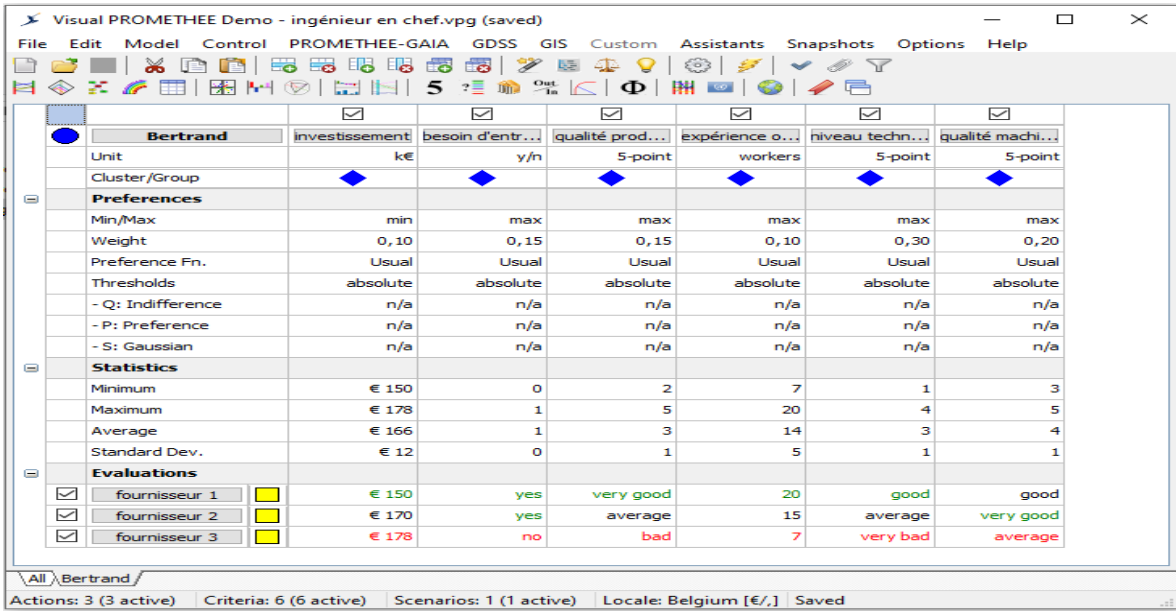 Visual PROMETHEE Demo - ingénieur en chef.vpg (saved)
File Edit Model Control PROMETHEE-GAIA GDSS GIS Custom Assistants Snapshots Options Help
5 Out In Φ
Bertrand investissement besoin d'entr... qualité prod... expérience o... niveau techn... qualité machi...
Unit k€ y/n 5-point workers 5-point 5-point
Cluster/Group
Preferences
Min/Max min max max max max max
Weight 0,10 0,15 0,15 0,10 0,30 0,20
Preference Fn. Usual Usual Usual Usual Usual Usual
Thresholds absolute absolute absolute absolute absolute absolute
- Q: Indifference n/a n/a n/a n/a n/a n/a
- P: Preference n/a n/a n/a n/a n/a n/a
- S: Gaussian n/a n/a n/a n/a n/a n/a
Statistics
Minimum € 150 0 2 7 1 3
Maximum € 178 1 5 20 4 5
Average € 166 1 3 14 3 4
Standard Dev. € 12 0 1 5 1 1
Evaluations
fournisseur 1 € 150 yes very good 20 good good
fournisseur 2 € 170 yes average 15 average very good
fournisseur 3 € 178 no bad 7 very bad average
All Bertrand
Actions: 3 (3 active) Criteria: 6 (6 active) Scenarios: 1 (1 active) Locale: Belgium [€/,] Saved